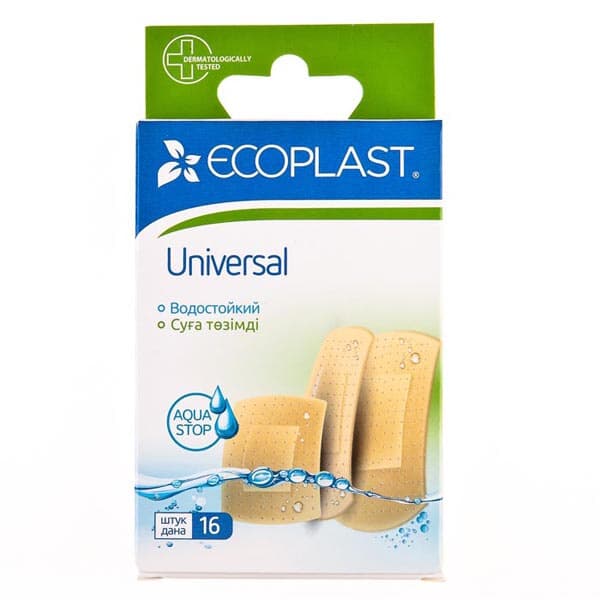 DERMATOLOGICALLY
TESTED
ECOPLAST®
Universal
Водостойкий
Суға төзімді
AQUA
STOP
штук
дана
16